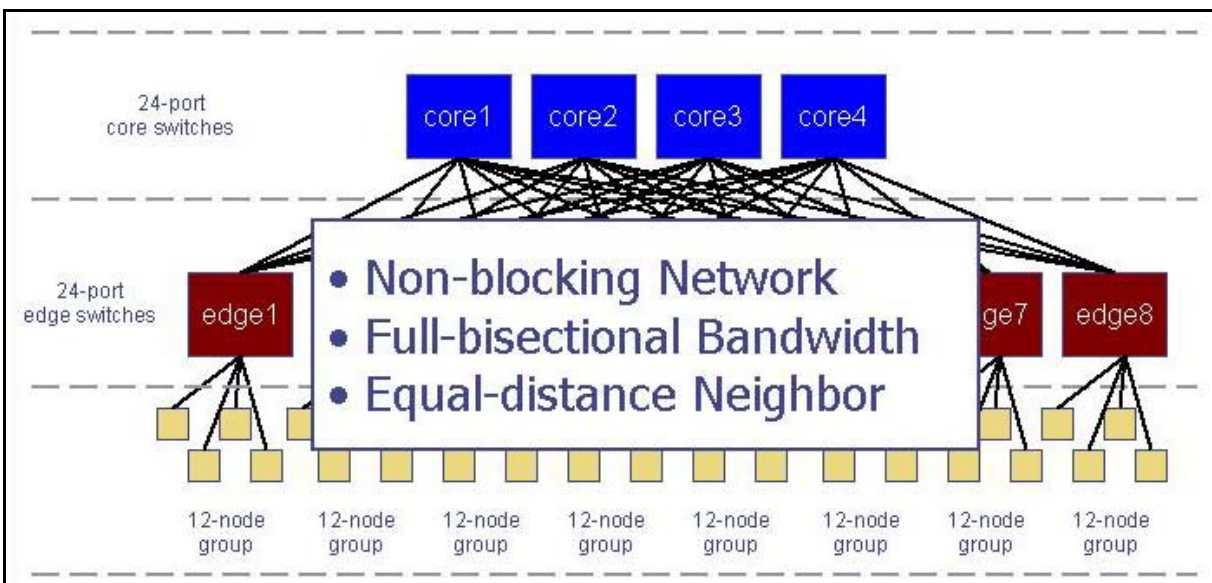 24-port
core switches
core1
core2
core3
core4
• Non-blocking Network
• Full-bisectional Bandwidth
• Equal-distance Neighbor
24-port
edge switches
edge1
ge7
edge8
12-node
group
12-node
group
12-node
group
12-node
group
12-node
group
12-node
group
12-node
group
12-node
group